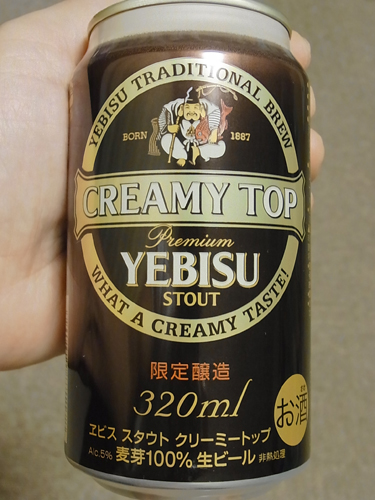 YEBISU TRADITIONAL BREW
BORN 1887
CREAMY TOP
Premium
YEBISU
STOUT
WHAT A CREAMY TASTE!
限定醸造
320ml
お酒
ヱビス スタウト クリーミートップ
Alc.5% 麦芽100%生ビール 非熱処理